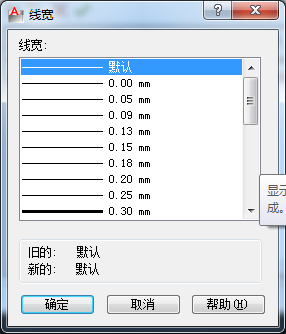 线宽
线宽:
默认
0.00 mm
0.05 mm
0.09 mm
0.13 mm
0.15 mm
0.18 mm
0.20 mm
0.25 mm
0.30 mm
显示
成。
旧的: 默认
新的: 默认
确定 取消 帮助(H)